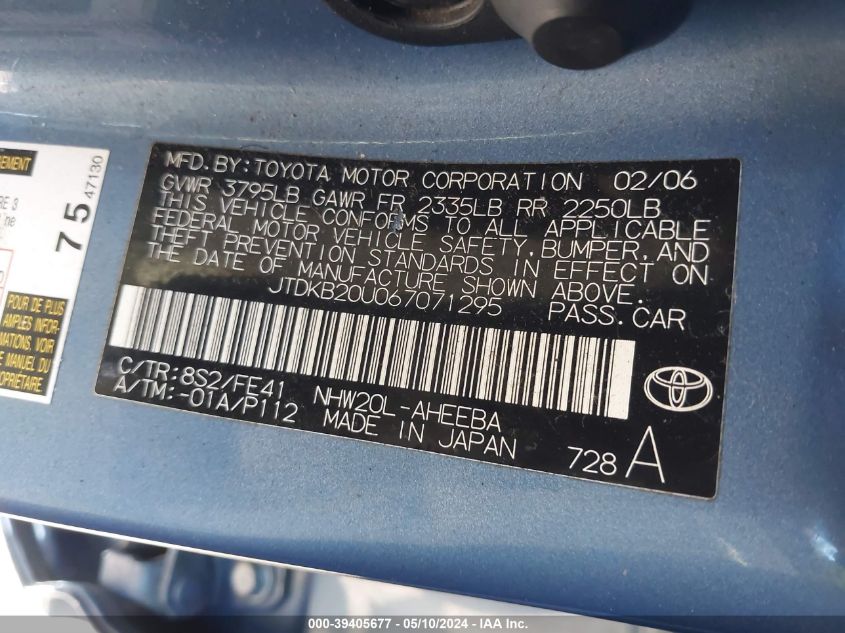 MFD. BY: TOYOTA MOTOR CORPORATION 02/06
GVWR 3795LB GAWR FR 2335LB RR 2250LB
THIS VEHICLE CONFORMS TO ALL APPLICABLE
FEDERAL MOTOR VEHICLE SAFETY, BUMPER, AND
THEFT PREVENTION STANDARDS IN EFFECT ON
THE DATE OF MANUFACTURE SHOWN ABOVE.
JTDKB20U067071295 PASS.CAR
C/TR:8S2/FE41 NHW20L-AHEEBA
A/TM:-01A/P112 MADE IN JAPAN
728 A
75 47130
POUR DE
AMPLES INFOR-
MATIONS, VOIR
MANUEL DU
000-39405677 - 05/10/2024 - IAA, Inc.